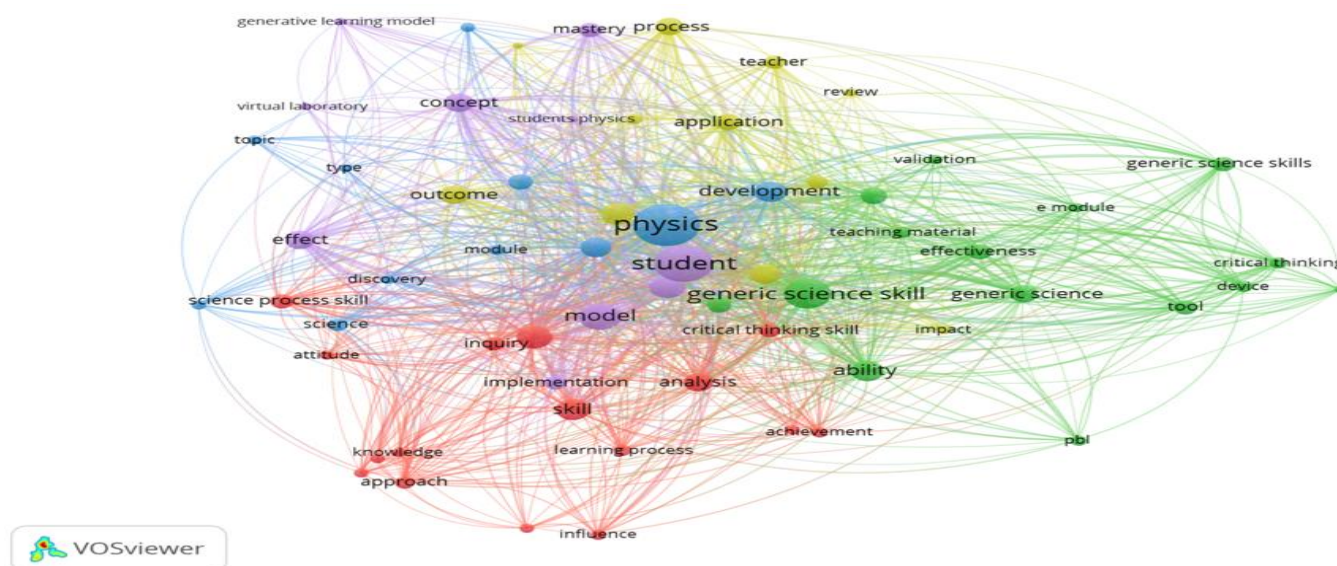 generative learning model
mastery
process
teacher
review
virtual laboratory
concept
students physics
application
topic
type
validation
generic science skills
outcome
development
e module
physics
teaching material
effect
module
student
effectiveness
critical thinking
discovery
generic science skill
generic science
device
science process skill
tool
science
model
critical thinking skill
impact
attitude
inquiry
implementation
analysis
ability
skill
achievement
pbl
knowledge
learning process
approach
influence
VOSviewer